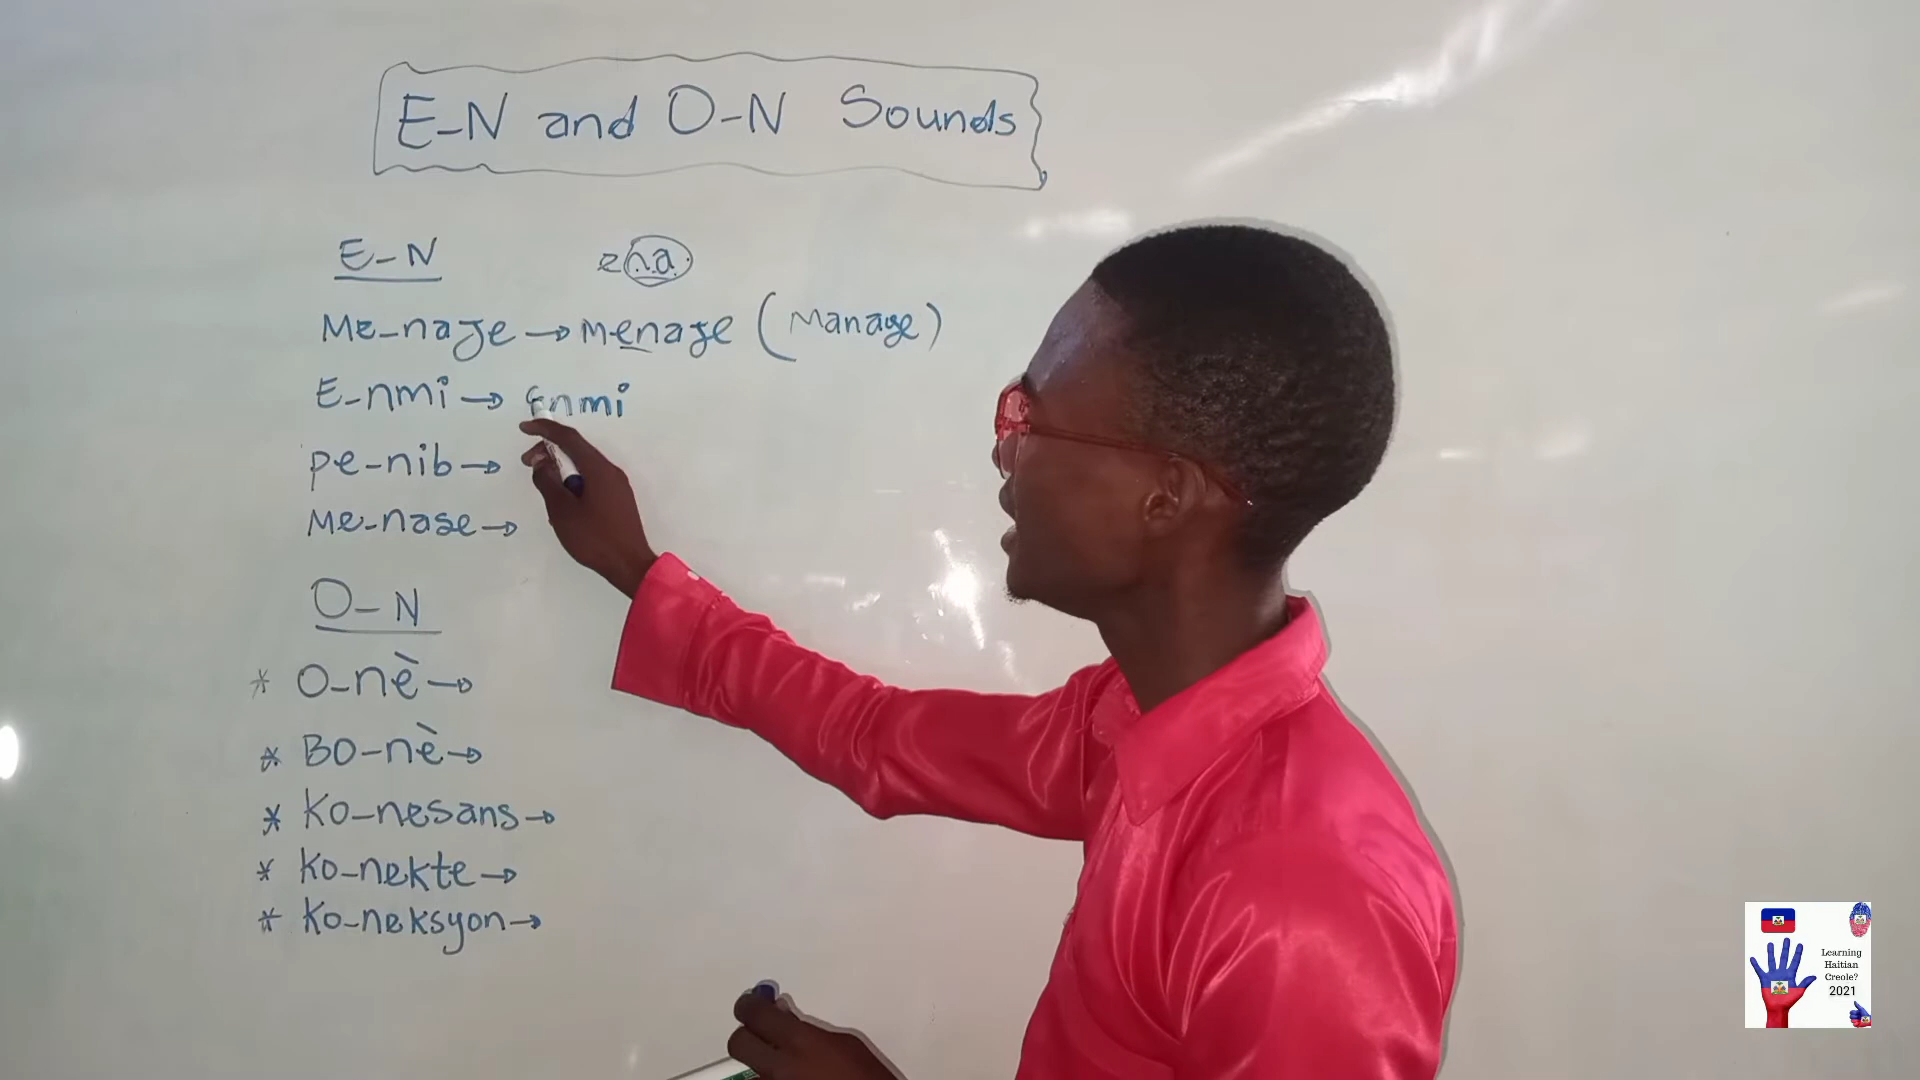 E-N and O-N Sounds
E-N
ena
Me-naje → menaje (Manage)
E-nmi → Enmi
pe-nib →
Me-nase →
O-N
* O-nè →
* Bo-nè →
* Ko-nesans →
* Ko-nekte →
* Ko-neksyon →
Learning
Haitian
Creole?
2021